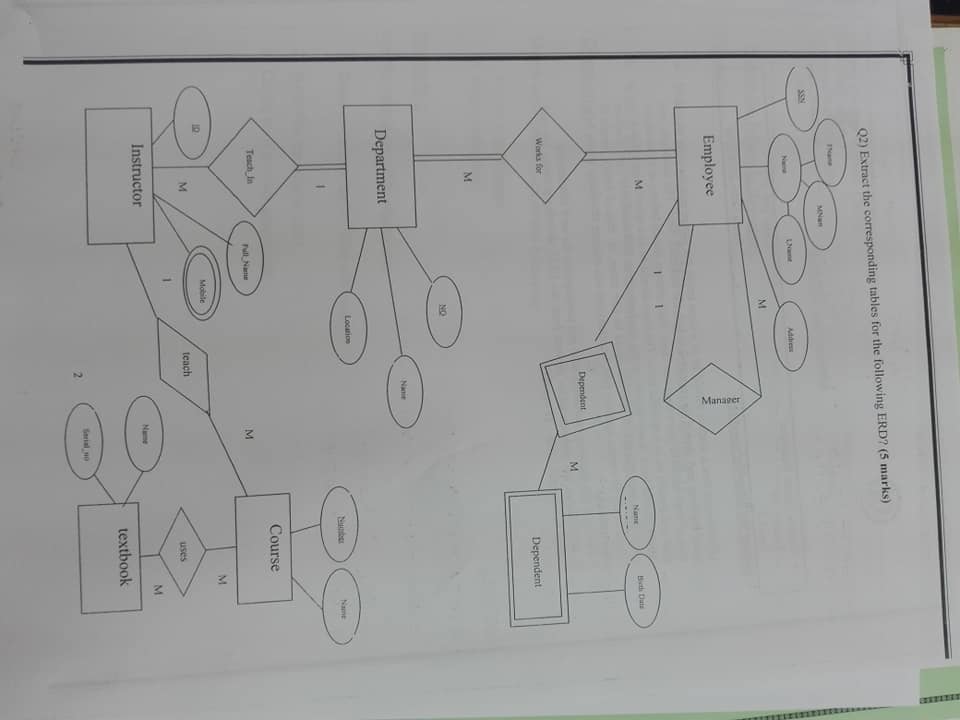 Q2) Extract the corresponding tables for the following ERD? (5 marks)
FName
MNam
SSN
Name
LName
Address
M
Employee
Manager
1
1
M
Name
Birth Date
Dependent
M
Works for
Dependent
M
NO
Name
Department
Location
1
Number
Name
Course
Teach_In
Full_Name
M
M
ID
Mobile
M
teach
uses
1
M
Instructor
Name
textbook
Serial_no
2